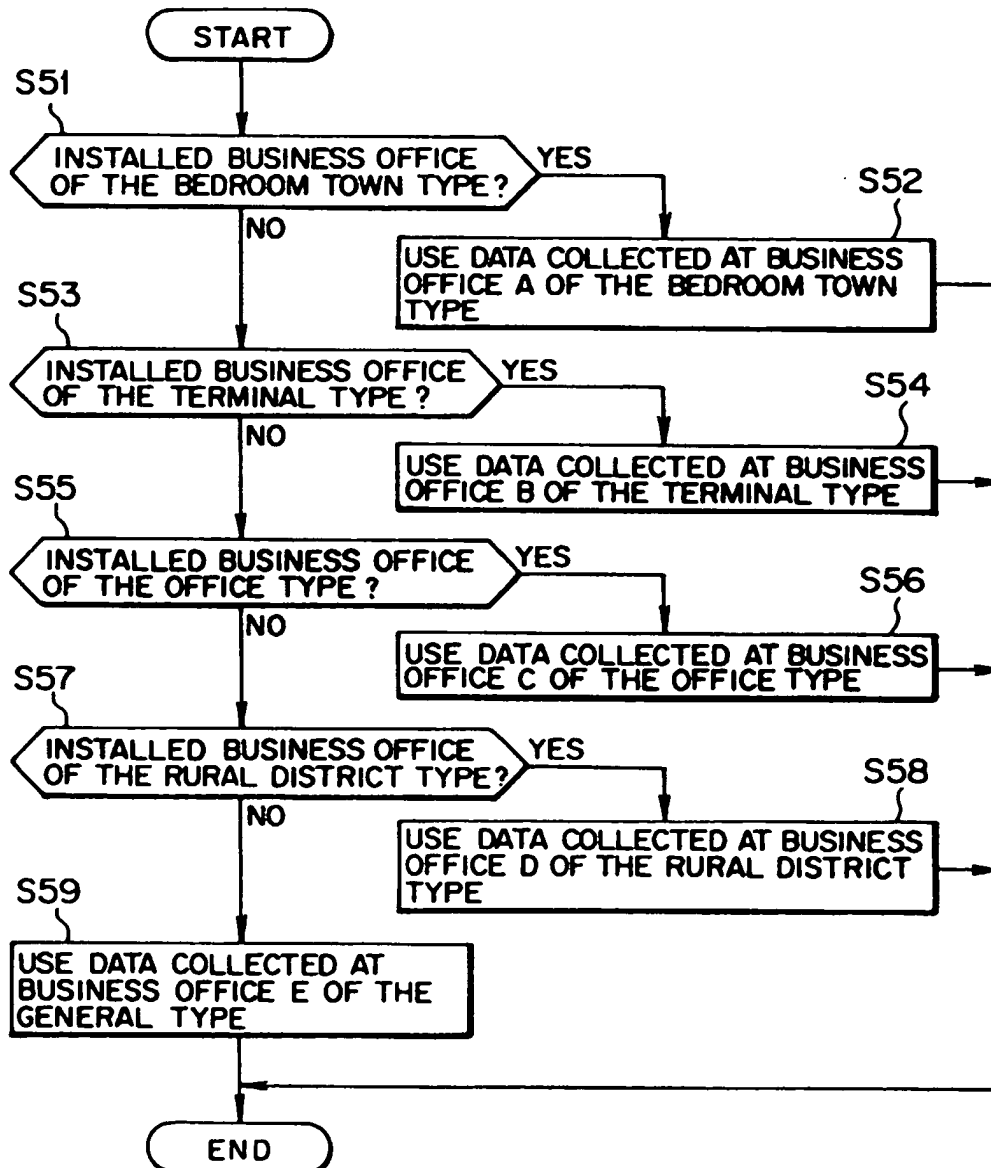 START
S51
INSTALLED BUSINESS OFFICE
OF THE BEDROOM TOWN TYPE?
YES
NO
S52
USE DATA COLLECTED AT BUSINESS
OFFICE A OF THE BEDROOM TOWN
TYPE
S53
INSTALLED BUSINESS OFFICE
OF THE TERMINAL TYPE?
YES
NO
S54
USE DATA COLLECTED AT BUSINESS
OFFICE B OF THE TERMINAL TYPE
S55
INSTALLED BUSINESS OFFICE
OF THE OFFICE TYPE?
YES
NO
S56
USE DATA COLLECTED AT BUSINESS
OFFICE C OF THE OFFICE TYPE
S57
INSTALLED BUSINESS OFFICE
OF THE RURAL DISTRICT TYPE?
YES
NO
S58
USE DATA COLLECTED AT BUSINESS
OFFICE D OF THE RURAL DISTRICT
TYPE
S59
USE DATA COLLECTED AT
BUSINESS OFFICE E OF THE
GENERAL TYPE
END